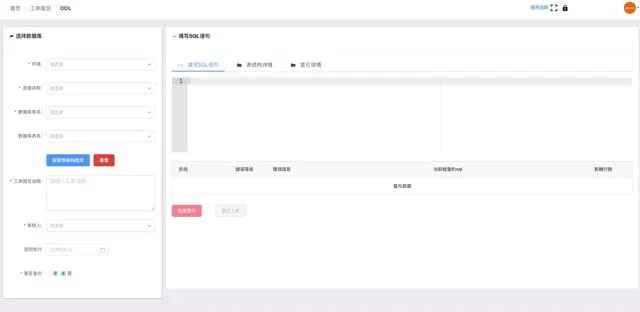 首页 工单提交 DDL
使用说明
选择数据库
* 环境:
请选择
* 连接名称:
请选择
* 数据库库名:
请选择
数据库表名:
请选择
获取表结构信息 重置
* 工单提交说明:
请输入工单说明
* 审核人:
请选择
定时执行
* 是否备份: 是 否
填写SQL语句
填写SQL语句 表结构详情 索引详情
1
阶段 错误等级 错误信息 当前检查的sql 影响行数
暂无数据
检测语句 提交工单